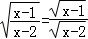 √((x-1)/(x-2)) = √(x-1)/√(x-2)